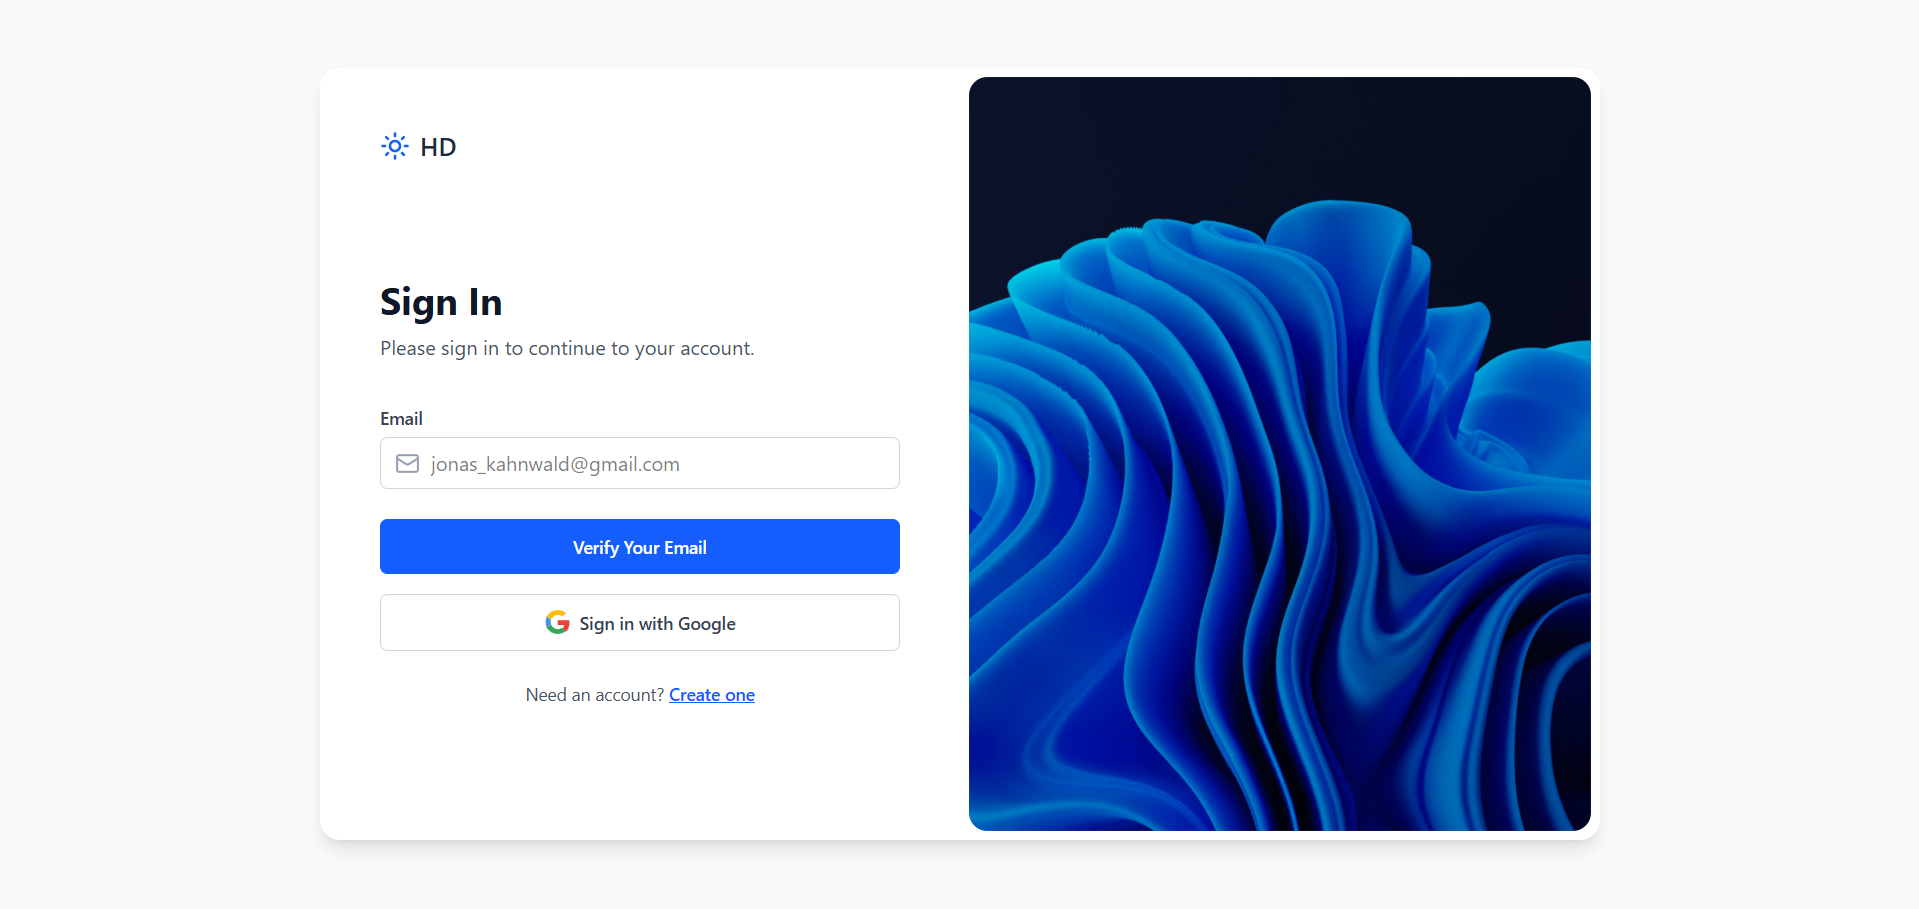 HD
Sign In
Please sign in to continue to your account.
Email
jonas_kahnwald@gmail.com
Verify Your Email
Sign in with Google
Need an account? Create one